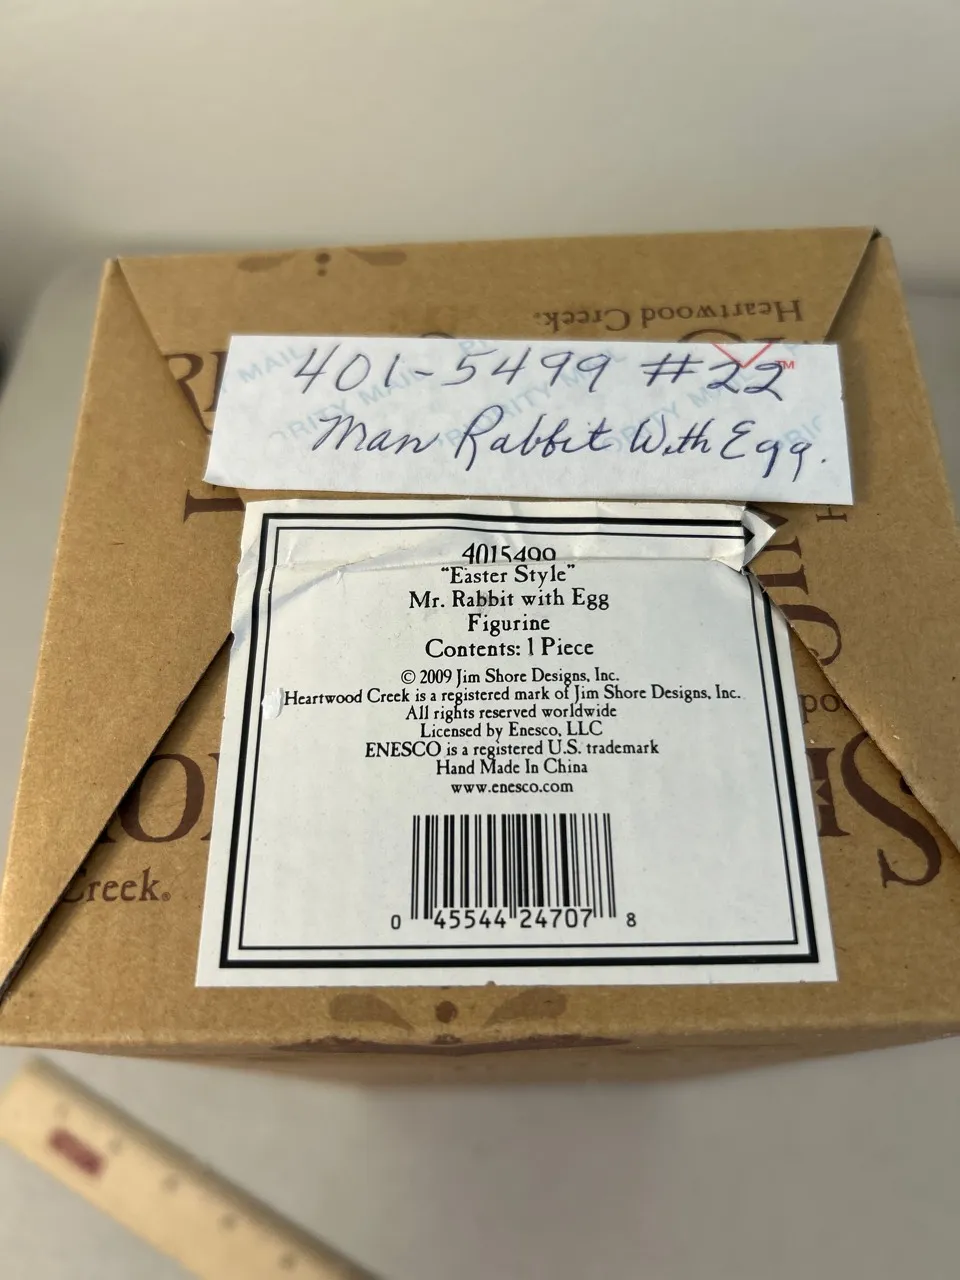 Heartwood Creek.
401-5499 #22
Man Rabbit With Egg.
4015499
"Easter Style"
Mr. Rabbit with Egg
Figurine
Contents: 1 Piece
© 2009 Jim Shore Designs, Inc.
Heartwood Creek is a registered mark of Jim Shore Designs, Inc.
All rights reserved worldwide
Licensed by Enesco, LLC
ENESCO is a registered U.S. trademark
Hand Made In China
www.enesco.com
0 45544 24707 8
Creek.